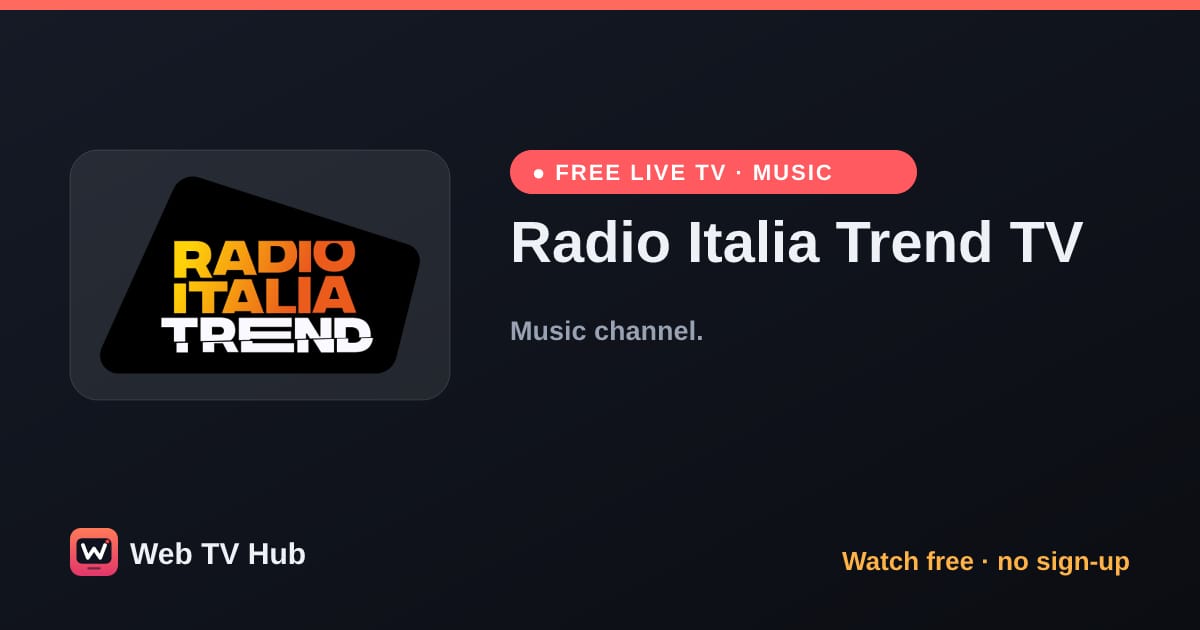 RADIO
ITALIA
TREND
• FREE LIVE TV · MUSIC
Radio Italia Trend TV
Music channel.
W
Web TV Hub
Watch free · no sign-up